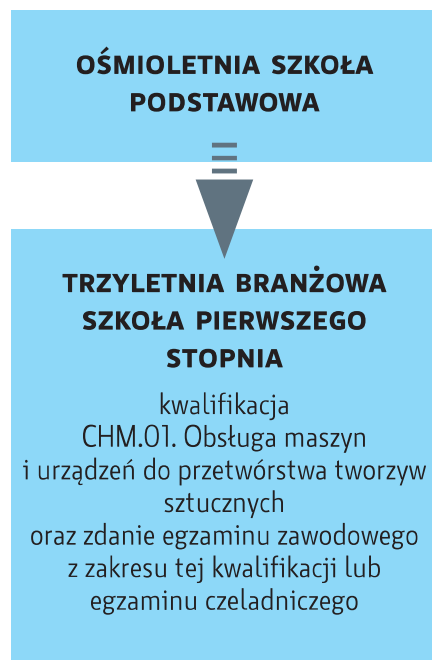 OŚMIOLETNIA SZKOŁA
PODSTAWOWA
TRZYLETNIA BRANŻOWA
SZKOŁA PIERWSZEGO
STOPNIA
kwalifikacja
CHM.01. Obsługa maszyn
i urządzeń do przetwórstwa tworzyw
sztucznych
oraz zdanie egzaminu zawodowego
z zakresu tej kwalifikacji lub
egzaminu czeladniczego